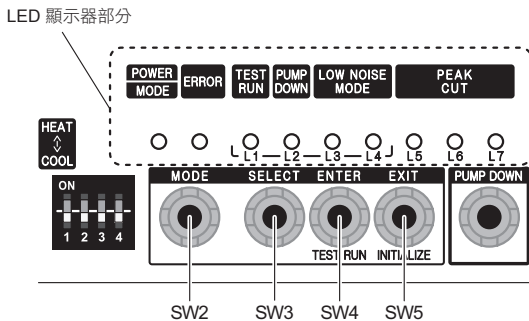 LED 顯示器部分
POWER
MODE
ERROR
TEST
RUN
PUMP
DOWN
LOW NOISE
MODE
PEAK
CUT
HEAT
COOL
L1 L2 L3 L4 L5 L6 L7
ON
1 2 3 4
MODE SELECT ENTER EXIT PUMP DOWN
TEST RUN INITIALIZE
SW2 SW3 SW4 SW5